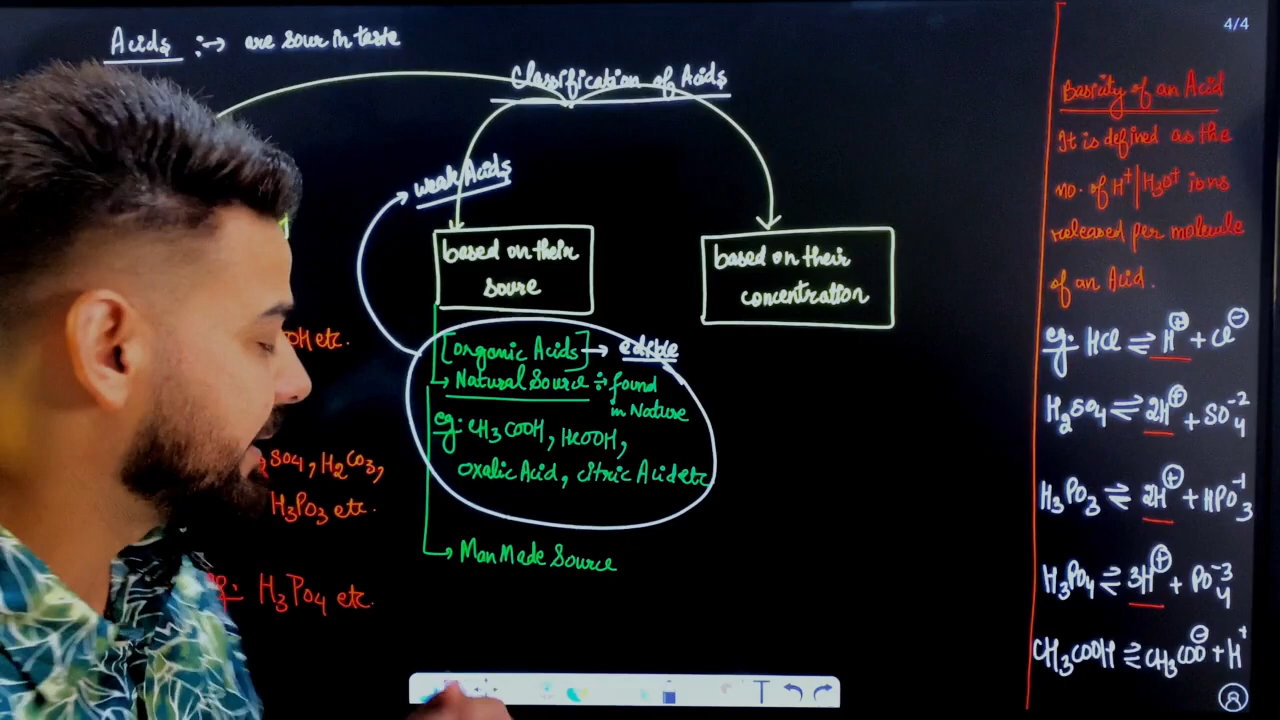 Acids :→ are sour in taste
4/4
Classification of Acids
weak Acids
based on their
soure
based on their
concentration
[organic Acids] → edible
→ Natural Source ÷ found
in Nature
eg: CH3COOH, HCOOH,
oxalic Acid, citric Acid etc
→ Man Made Source
OH etc.
SO4, H2CO3,
H3PO3 etc.
H3PO4 etc.
Basicity of an Acid
It is defined as the
no. of H+|H3O+ ions
released per molecule
of an Acid.
eg: HCl ⇌ H⊕ + Cl⊖
H2SO4 ⇌ 2H⊕ + SO4-2
H3PO3 ⇌ 2H⊕ + HPO3-1
H3PO4 ⇌ 3H⊕ + PO4-3
CH3COOH ⇌ CH3COO⊖ + H+
T